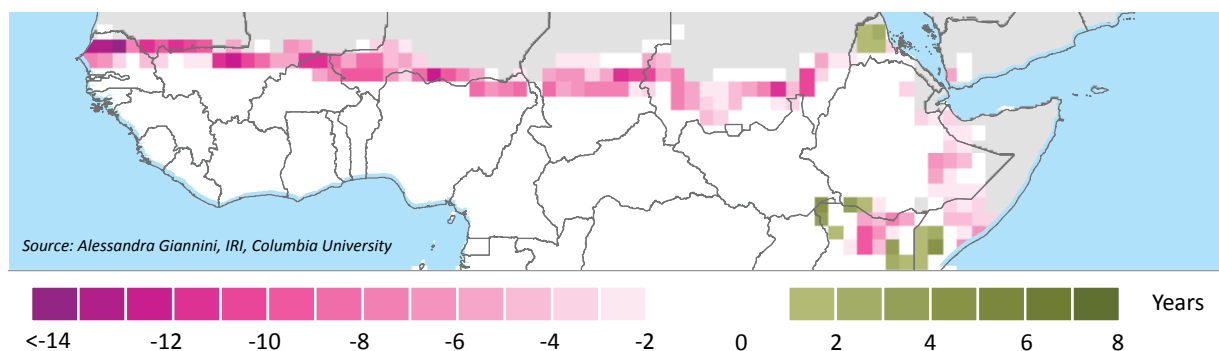 Source: Alessandra Giannini, IRI, Columbia University
Years
<-14 -12 -10 -8 -6 -4 -2 0 2 4 6 8